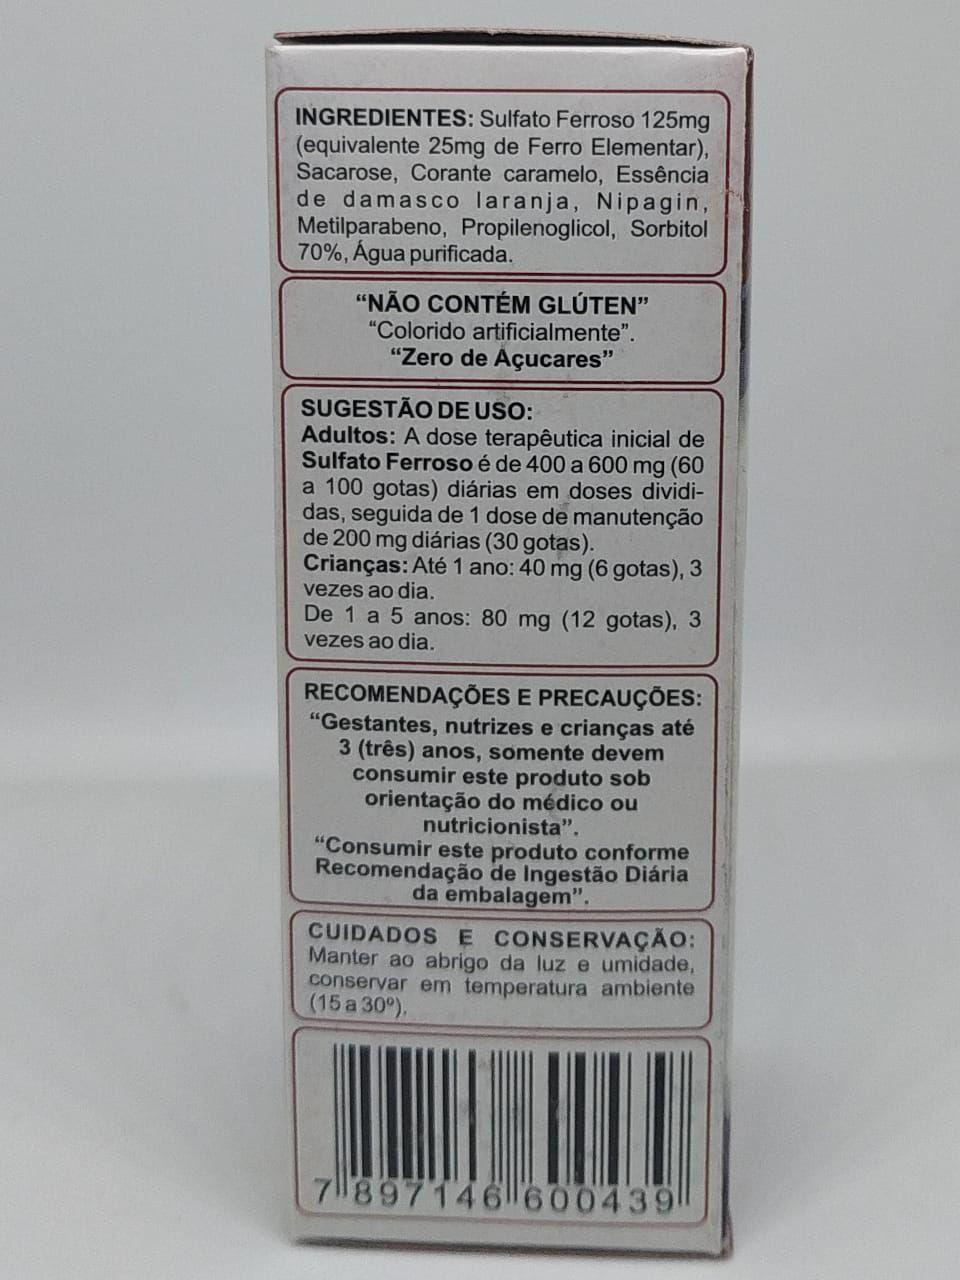 INGREDIENTES: Sulfato Ferroso 125mg
(equivalente 25mg de Ferro Elementar),
Sacarose, Corante caramelo, Essência
de damasco laranja, Nipagin,
Metilparabeno, Propilenoglicol, Sorbitol
70%, Água purificada.
“NÃO CONTÉM GLÚTEN”
“Colorido artificialmente”.
“Zero de Açucares”
SUGESTÃO DE USO:
Adultos: A dose terapêutica inicial de
Sulfato Ferroso é de 400 a 600 mg (60
a 100 gotas) diárias em doses dividi-
das, seguida de 1 dose de manutenção
de 200 mg diárias (30 gotas).
Crianças: Até 1 ano: 40 mg (6 gotas), 3
vezes ao dia.
De 1 a 5 anos: 80 mg (12 gotas), 3
vezes ao dia.
RECOMENDAÇÕES E PRECAUÇÕES:
“Gestantes, nutrizes e crianças até
3 (três) anos, somente devem
consumir este produto sob
orientação do médico ou
nutricionista”.
“Consumir este produto conforme
Recomendação de Ingestão Diária
da embalagem”.
CUIDADOS E CONSERVAÇÃO:
Manter ao abrigo da luz e umidade,
conservar em temperatura ambiente
(15 a 30º).
7 897146 600439